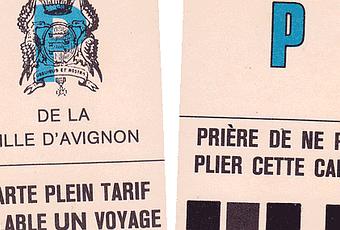 P
DE LA
ILLE D'AVIGNON
ARTE PLEIN TARIF
ABLE UN VOYAGE
P
PRIÈRE DE NE P
PLIER CETTE CA